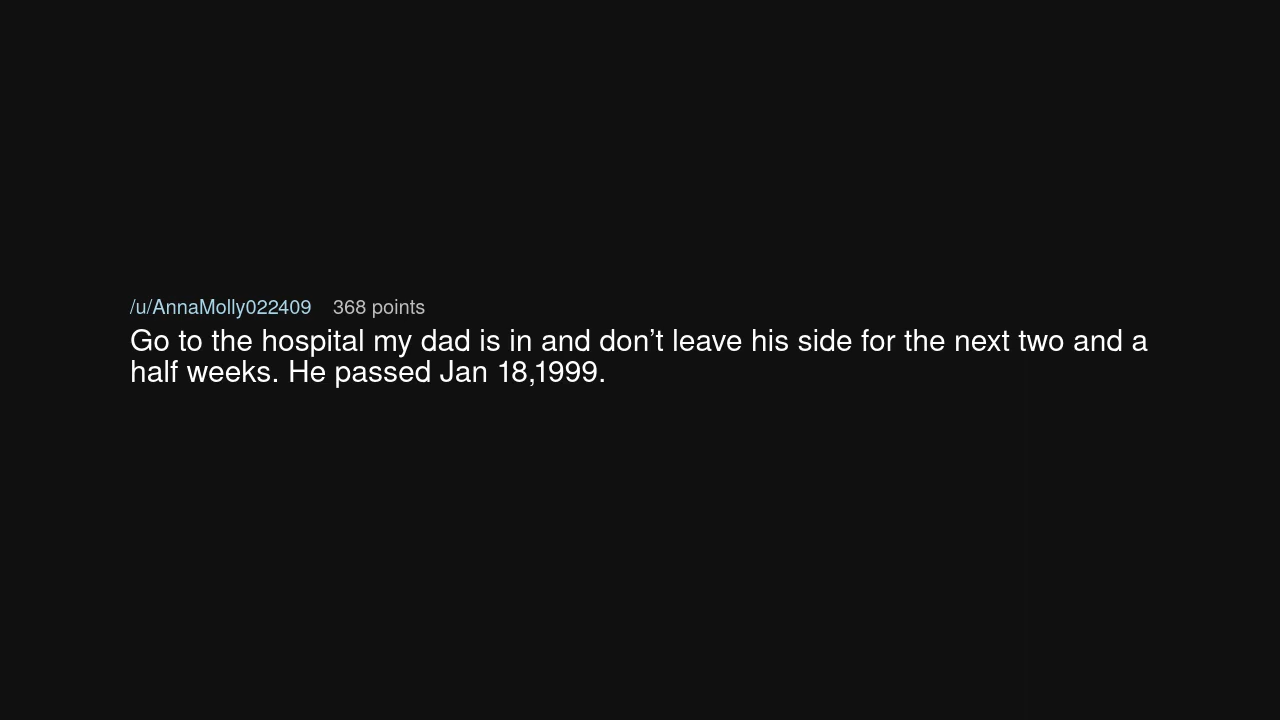 /u/AnnaMolly022409 368 points
Go to the hospital my dad is in and don’t leave his side for the next two and a
half weeks. He passed Jan 18,1999.